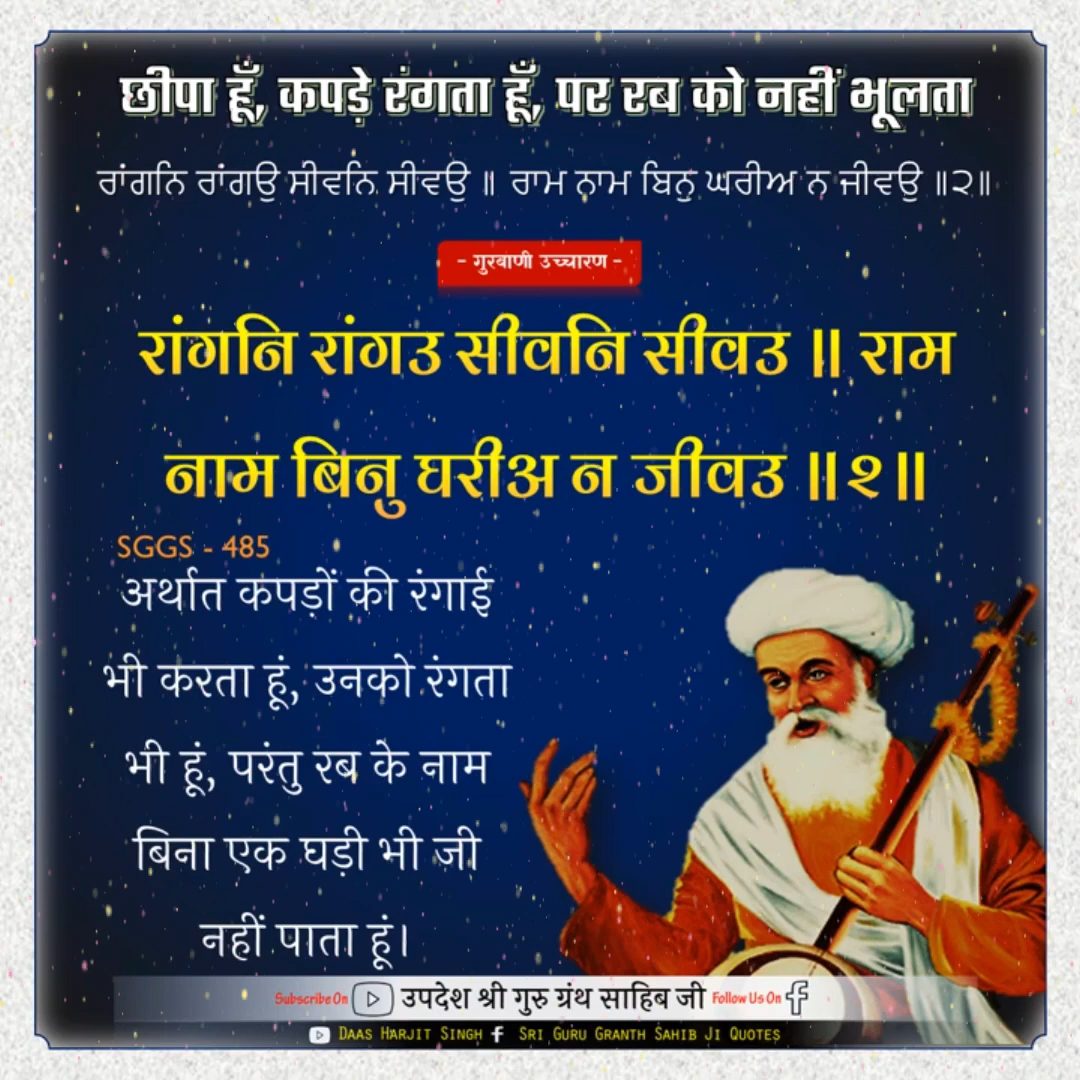 छीपा हूँ, कपड़े रंगता हूँ, पर रब को नहीं भूलता
ਰਾਂਗਨਿ ਰਾਂਗਉ ਸੀਵਨਿ ਸੀਵਉ ॥ ਰਾਮ ਨਾਮ ਬਿਨੁ ਘਰੀਅ ਨ ਜੀਵਉ ॥੨॥
- गुरबाणी उच्चारण -
रांगनि रांगउ सीवनि सीवउ ॥ राम
नाम बिनु घरीअ न जीवउ ॥२॥
SGGS - 485
अर्थात कपड़ों की रंगाई
भी करता हूं, उनको रंगता
भी हूं, परंतु रब के नाम
बिना एक घड़ी भी जी
नहीं पाता हूं।
Subscribe On उपदेश श्री गुरु ग्रंथ साहिब जी Follow Us On f
DAAS HARJIT SINGH f SRI GURU GRANTH SAHIB JI QUOTES